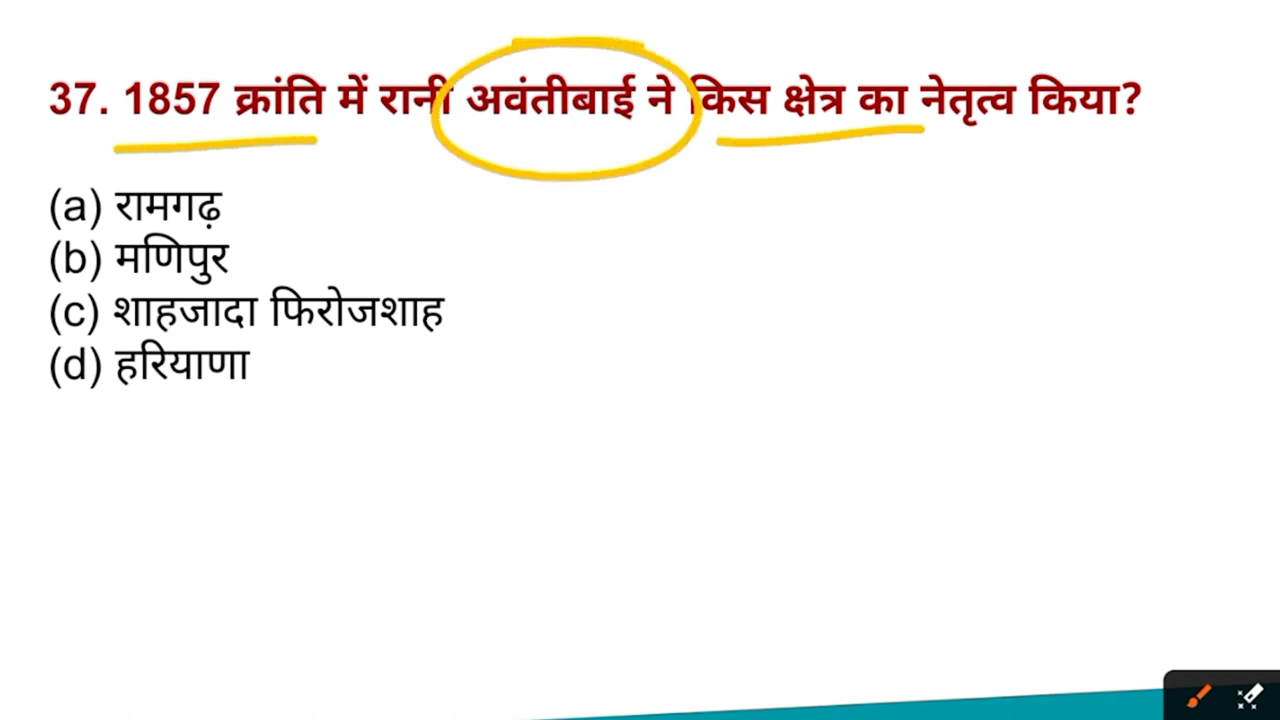 37. 1857 क्रांति में रानी अवंतीबाई ने किस क्षेत्र का नेतृत्व किया?
(a) रामगढ़
(b) मणिपुर
(c) शाहजादा फिरोजशाह
(d) हरियाणा